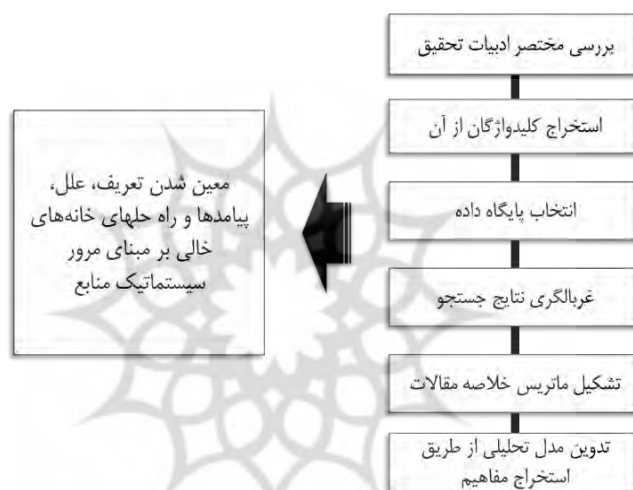 بررسی مختصر ادبیات تحقیق
استخراج کلیدواژگان از آن
انتخاب پایگاه داده
غربالگری نتایج جستجو
تشکیل ماتریس خلاصه مقالات
تدوین مدل تحلیلی از طریق
استخراج مفاهیم
معین شدن تعریف، علل،
پیامدها و راه حلهای خانه‌های
خالی بر مبنای مرور
سیستماتیک منابع